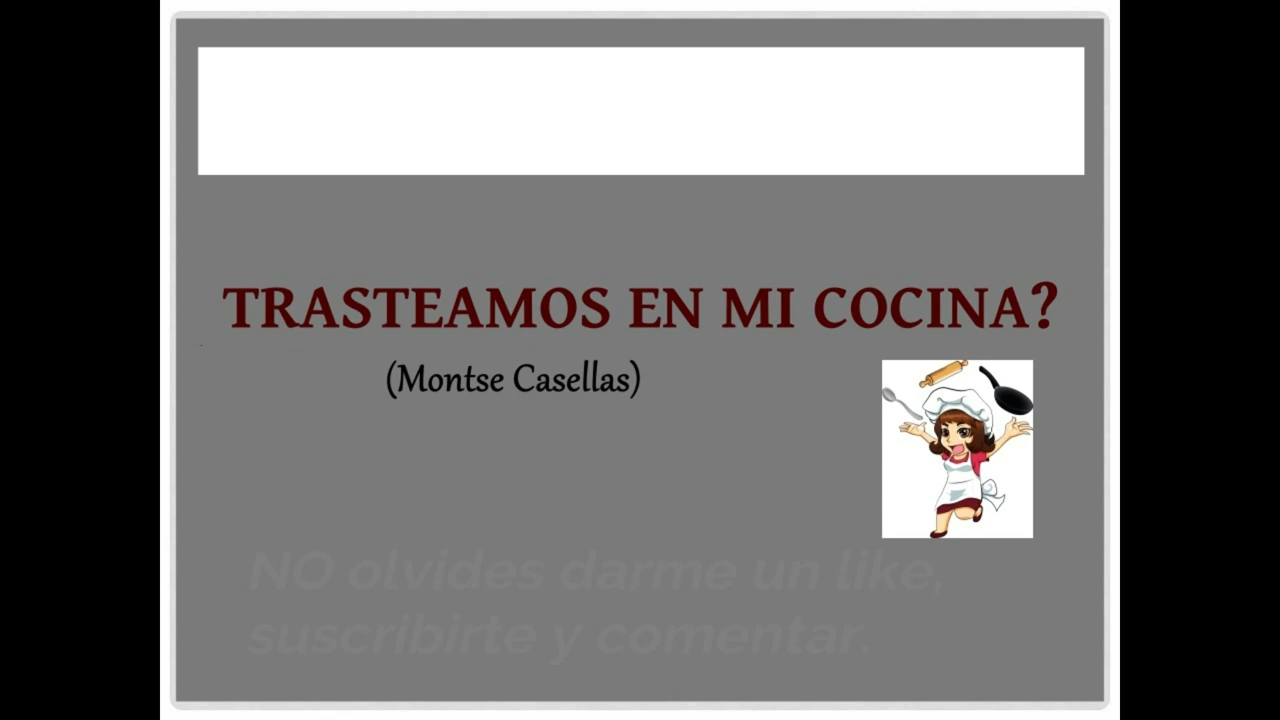 TRASTEAMOS EN MI COCINA?
(Montse Casellas)
NO olvides darme un like,
suscribirte y comentar.